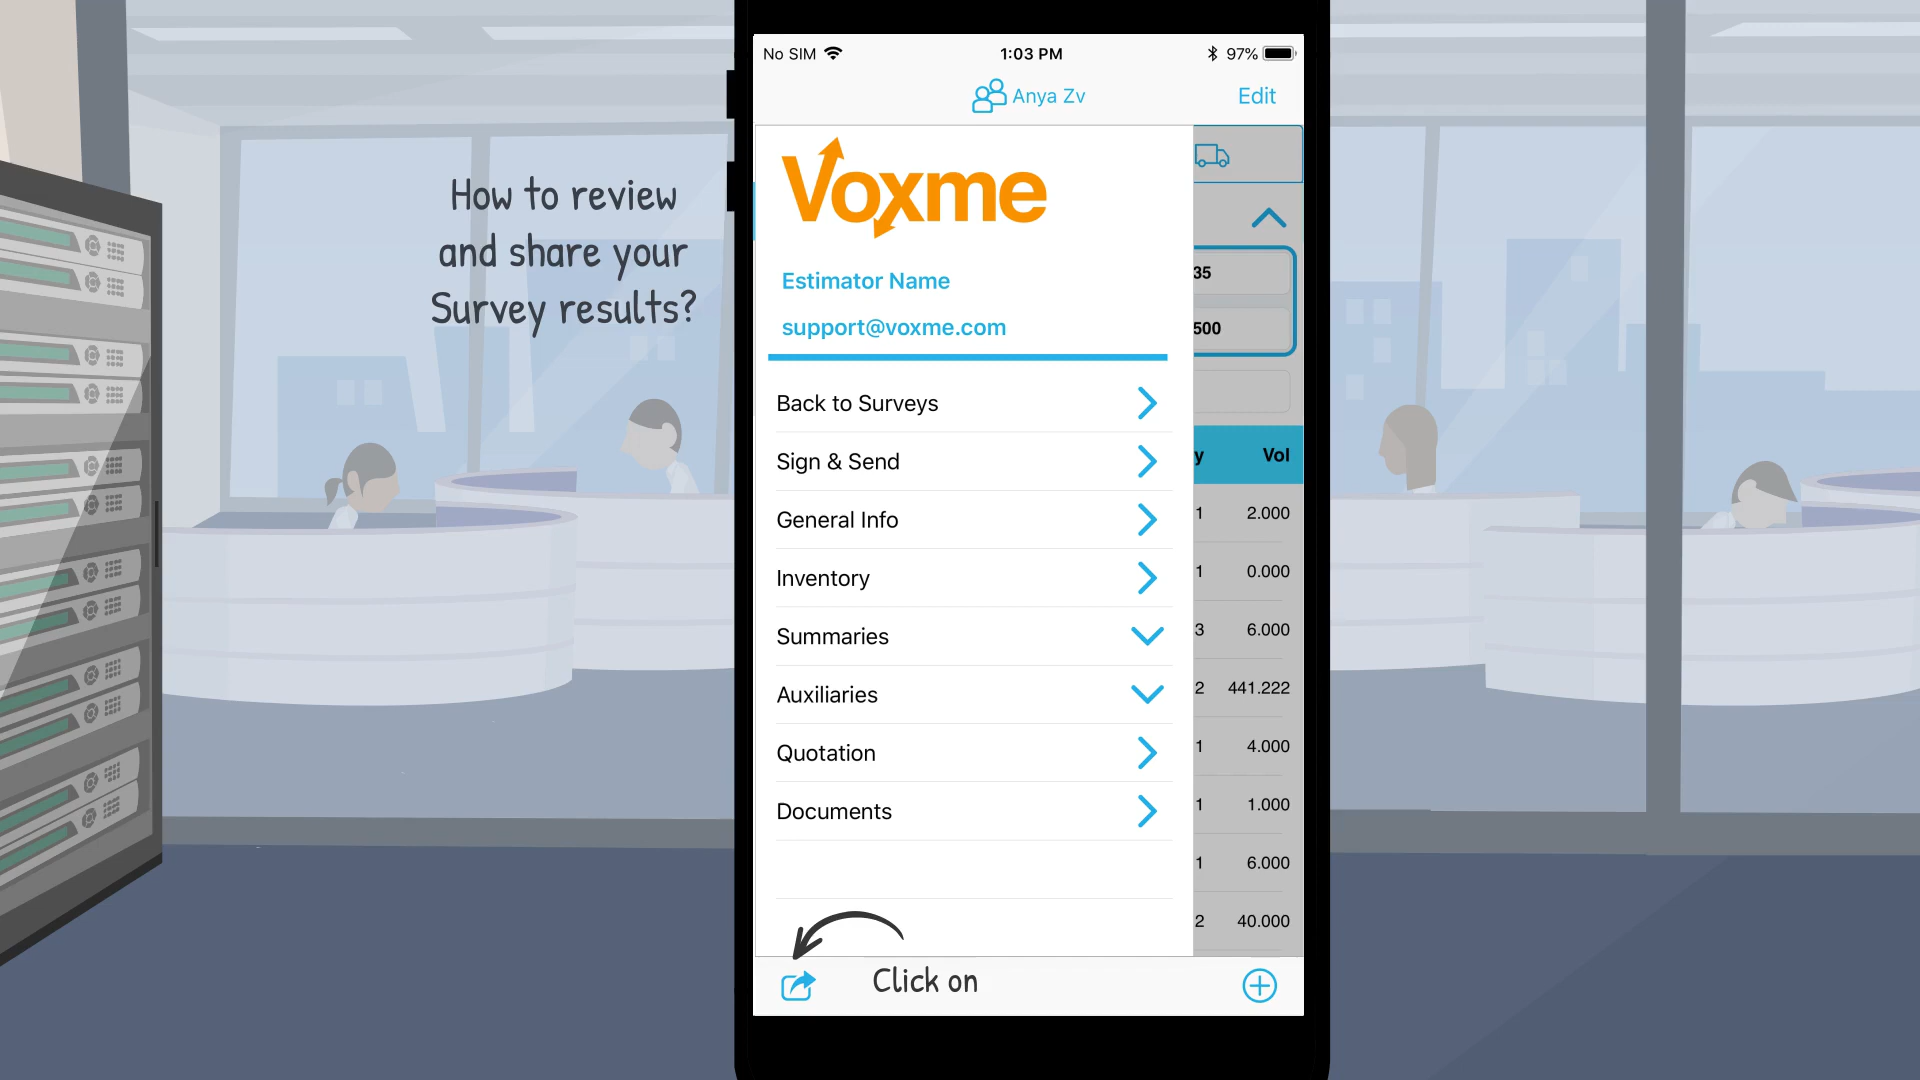 How to review
and share your
Survey results?
No SIM
1:03 PM
97%
Anya Zv
Edit
Voxme
Estimator Name
support@voxme.com
Back to Surveys
Sign & Send
General Info
Inventory
Summaries
Auxiliaries
Quotation
Documents
35
500
y Vol
1 2.000
1 0.000
3 6.000
2 441.222
1 4.000
1 1.000
1 6.000
2 40.000
Click on